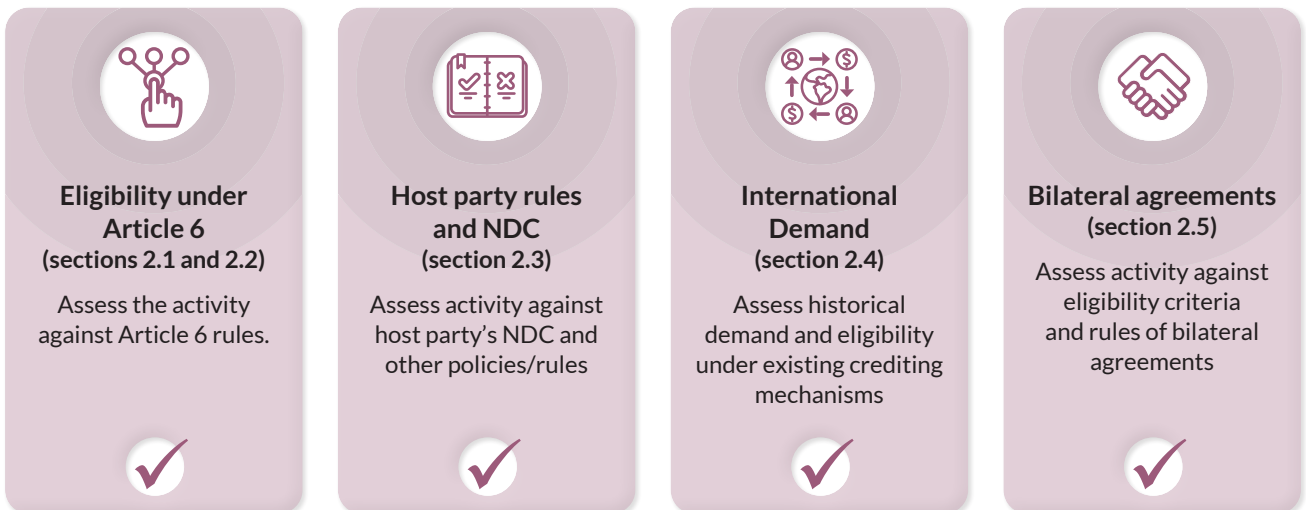 Eligibility under
Article 6
(sections 2.1 and 2.2)
Assess the activity
against Article 6 rules.
Host party rules
and NDC
(section 2.3)
Assess activity against
host party’s NDC and
other policies/rules
International
Demand
(section 2.4)
Assess historical
demand and eligibility
under existing crediting
mechanisms
Bilateral agreements
(section 2.5)
Assess activity against
eligibility criteria
and rules of bilateral
agreements